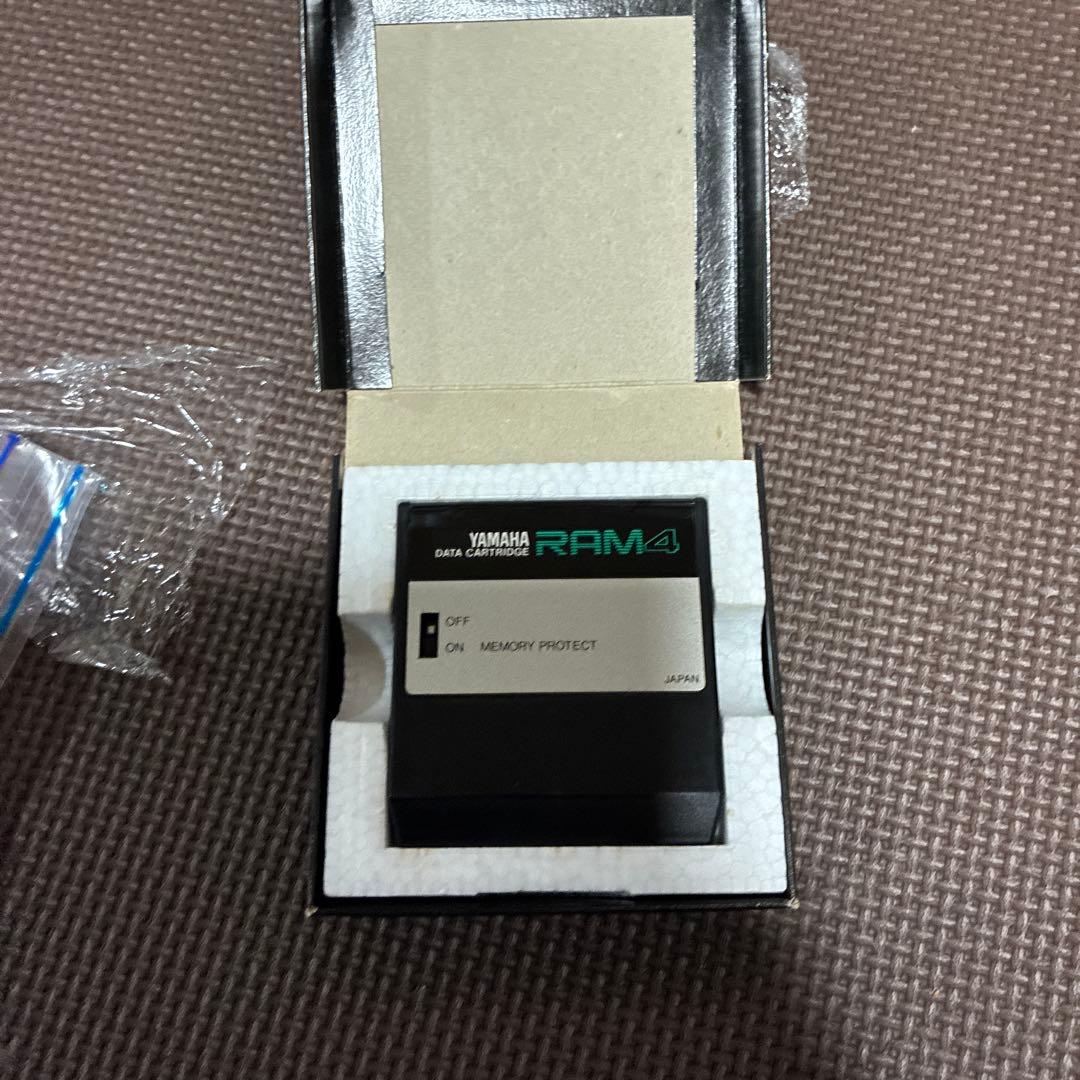 YAMAHA
DATA CARTRIDGE RAM4
OFF
ON MEMORY PROTECT
JAPAN